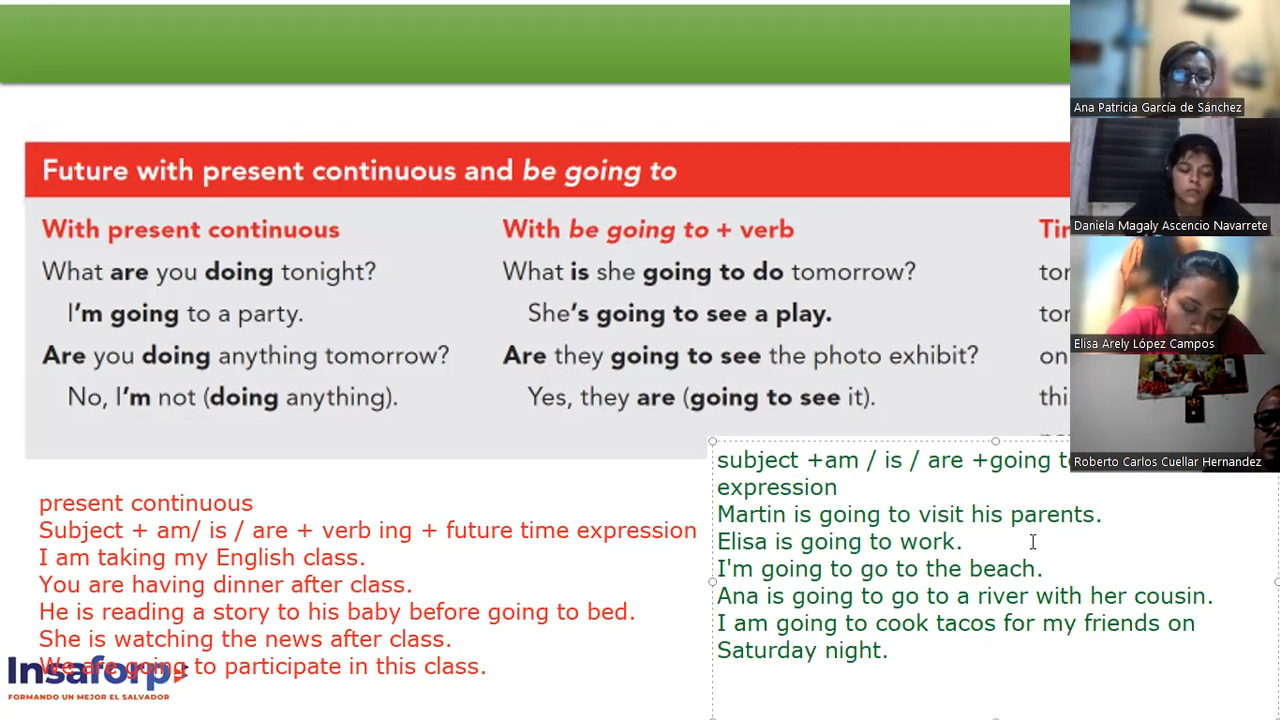 Future with present continuous and be going to
With present continuous
What are you doing tonight?
I'm going to a party.
Are you doing anything tomorrow?
No, I'm not (doing anything).
With be going to + verb
What is she going to do tomorrow?
She's going to see a play.
Are they going to see the photo exhibit?
Yes, they are (going to see it).
present continuous
Subject + am/ is / are + verb ing + future time expression
I am taking my English class.
You are having dinner after class.
He is reading a story to his baby before going to bed.
She is watching the news after class.
We are going to participate in this class.
subject +am / is / are +going
expression
Martin is going to visit his parents.
Elisa is going to work.
I'm going to go to the beach.
Ana is going to go to a river with her cousin.
I am going to cook tacos for my friends on
Saturday night.
Insaforp
FORMANDO UN MEJOR EL SALVADOR
Ana Patricia García de Sánchez
Daniela Magaly Ascencio Navarrete
Elisa Arely López Campos
Roberto Carlos Cuellar Hernandez